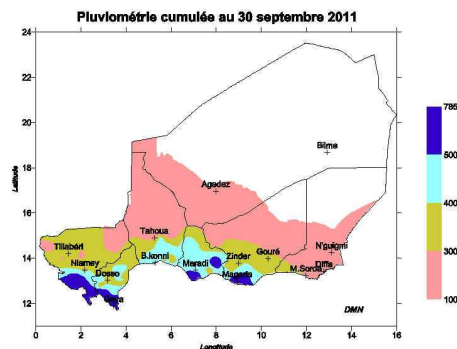 Pluviométrie cumulée au 30 septembre 2011
24
22
20
18
16
14
12
Latitude
0
2
4
6
8
10
12
14
16
Longitude
Bilma
Agadez
Tahoua
Tillabéri
N'guigmi
Niamey
B.konni
Maradi
Zinder
Gouré
Diffa
Dosso
Magaria
M.Soroa
DMN
785
500
400
300
100